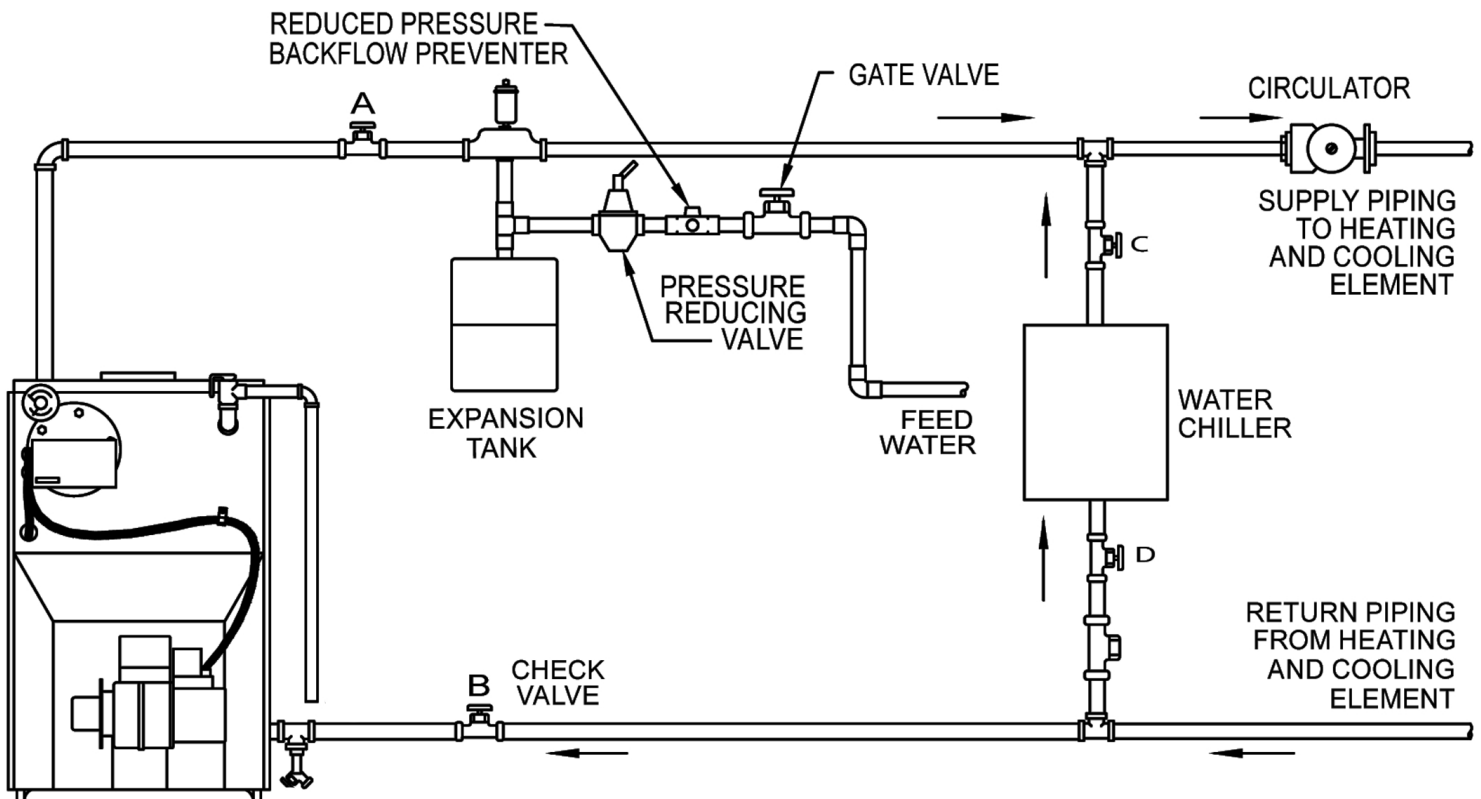 REDUCED PRESSURE
BACKFLOW PREVENTER
GATE VALVE
CIRCULATOR
A
SUPPLY PIPING
TO HEATING
AND COOLING
ELEMENT
C
PRESSURE
REDUCING
VALVE
EXPANSION
TANK
FEED
WATER
WATER
CHILLER
D
RETURN PIPING
FROM HEATING
AND COOLING
ELEMENT
B
CHECK
VALVE